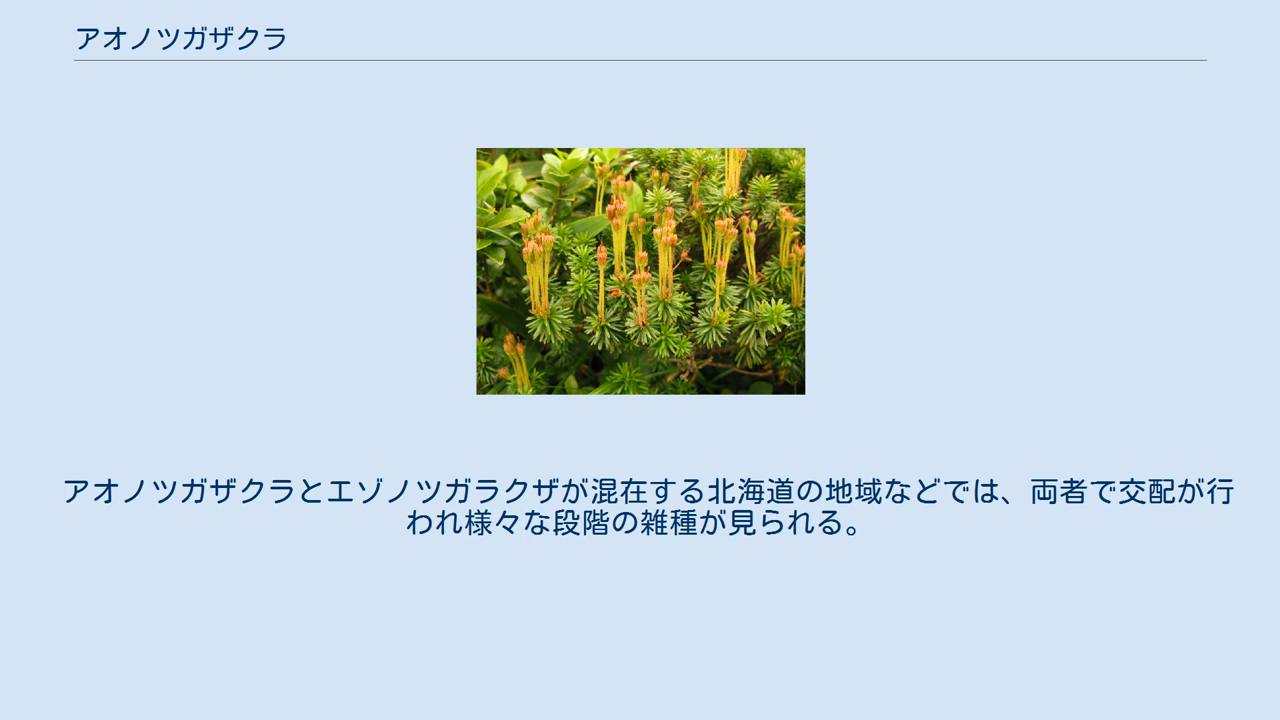 アオノツガザクラ
アオノツガザクラとエゾノツガラクザが混在する北海道の地域などでは、両者で交配が行
われ様々な段階の雑種が見られる。